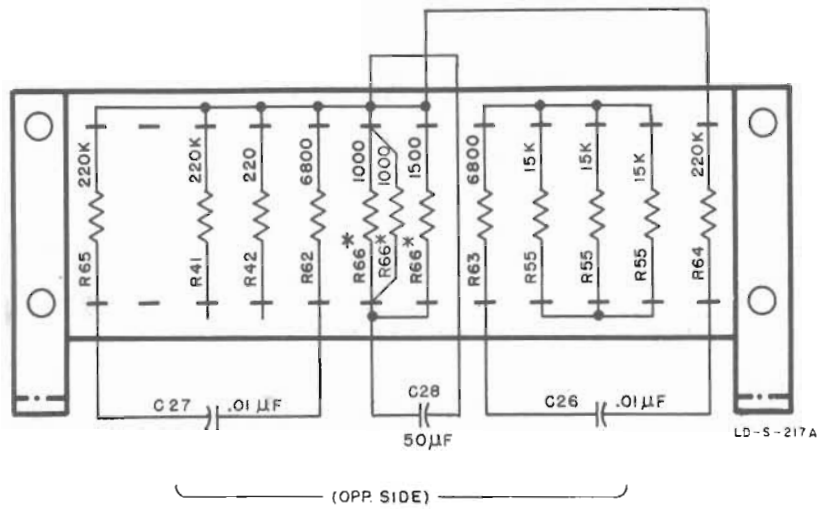 220K
220K
220
6800
1000
1000
1500
6800
15K
15K
15K
220K
R65
R41
R42
R62
R66*
R66*
R66*
R63
R55
R55
R55
R64
C27 .01µF
C28
50µF
C26 .01µF
LD-S-217A
(OPP. SIDE)